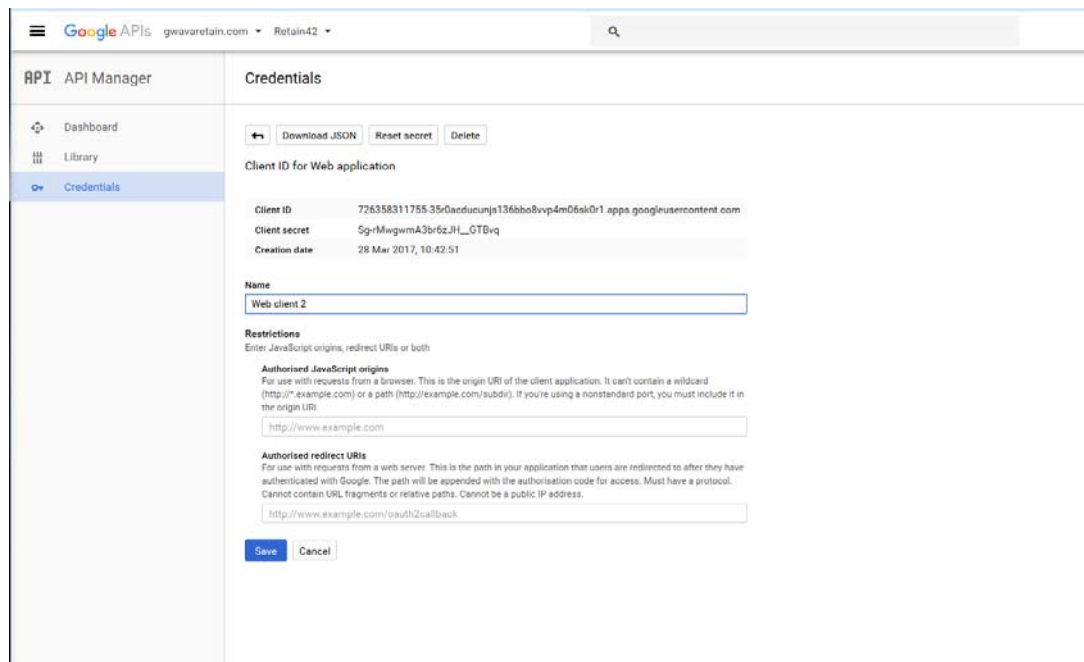 Google APIs gwavaretain.com Retain42
API API Manager
Credentials
Dashboard
Library
Credentials
Download JSON Reset secret Delete
Client ID for Web application
Client ID
Client secret Sg-rMwgwmA3br6zJH__GTBvq
Creation date 28 Mar 2017, 10:42:51
Name
Web client 2
Restrictions
Enter JavaScript origins, redirect URIs or both
Authorised JavaScript origins
For use with requests from a browser. This is the origin URI of the client application. It can't contain a wildcard
(http://*.example.com) or a path (http://example.com/subdir). If you're using a nonstandard port, you must include it in
the origin URI.
http://www.example.com
Authorised redirect URIs
For use with requests from a web server. This is the path in your application that users are redirected to after they have
authenticated with Google. The path will be appended with the authorisation code for access. Must have a protocol.
Cannot contain URL fragments or relative paths. Cannot be a public IP address.
http://www.example.com/oauth2callback
Save Cancel